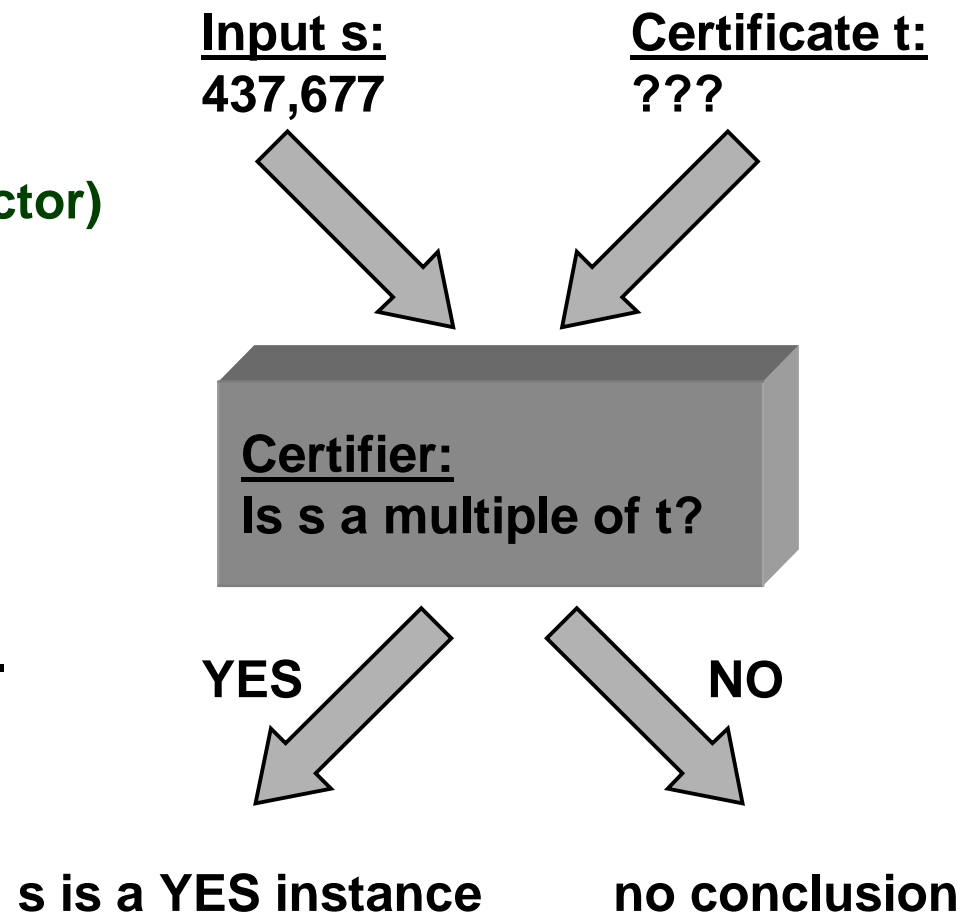 Input s:
437,677
Certificate t:
???
ctor)
Certifier:
Is s a multiple of t?
YES
NO
s is a YES instance
no conclusion